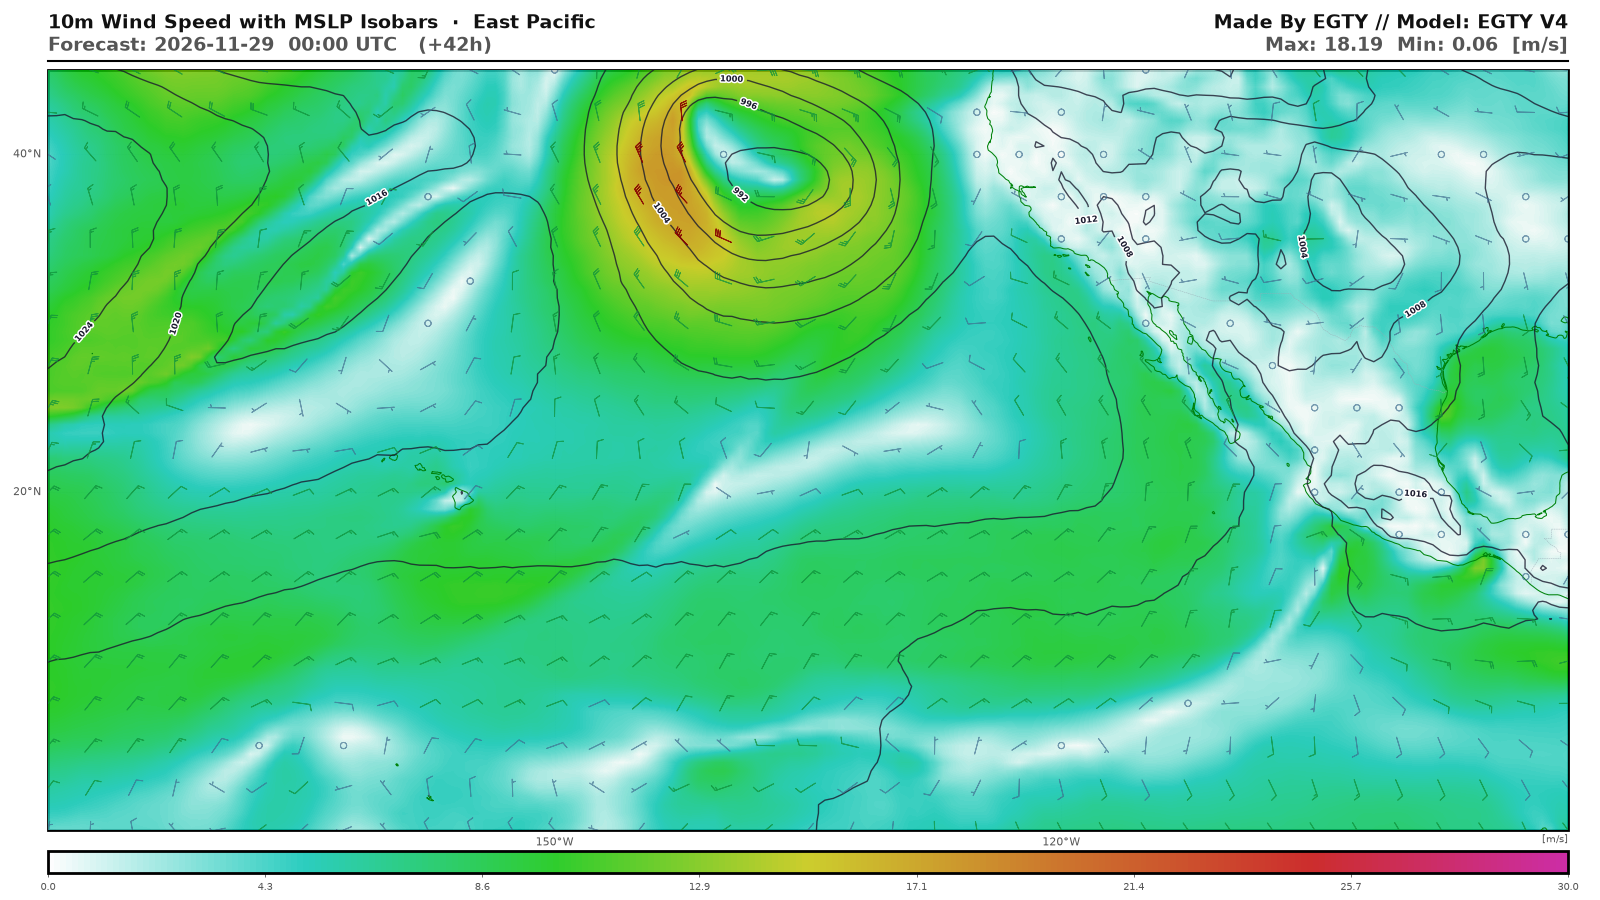 10m Wind Speed with MSLP Isobars · East Pacific
Made By EGTY // Model: EGTY V4
Forecast: 2026-11-29 00:00 UTC (+42h)
Max: 18.19 Min: 0.06 [m/s]
1000
996
40°N
992
1016
1004
1012
1008
1004
1024
1020
1008
20°N
1016
150°W
120°W
[m/s]
0.0
4.3
8.6
12.9
17.1
21.4
25.7
30.0